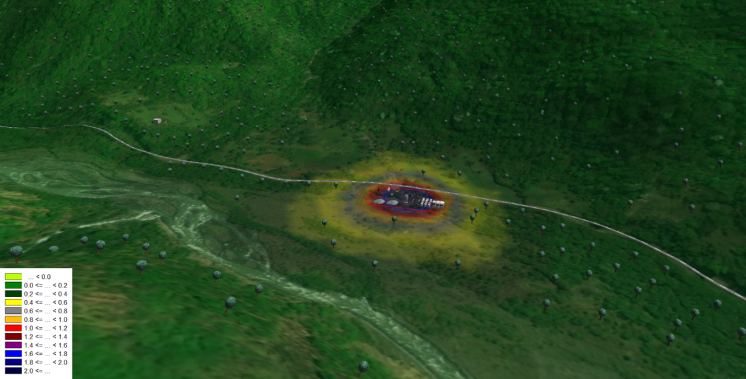 ... < 0.0
0.0 <= ... < 0.2
0.2 <= ... < 0.4
0.4 <= ... < 0.6
0.6 <= ... < 0.8
0.8 <= ... < 1.0
1.0 <= ... < 1.2
1.2 <= ... < 1.4
1.4 <= ... < 1.6
1.6 <= ... < 1.8
1.8 <= ... < 2.0
2.0 <= ...